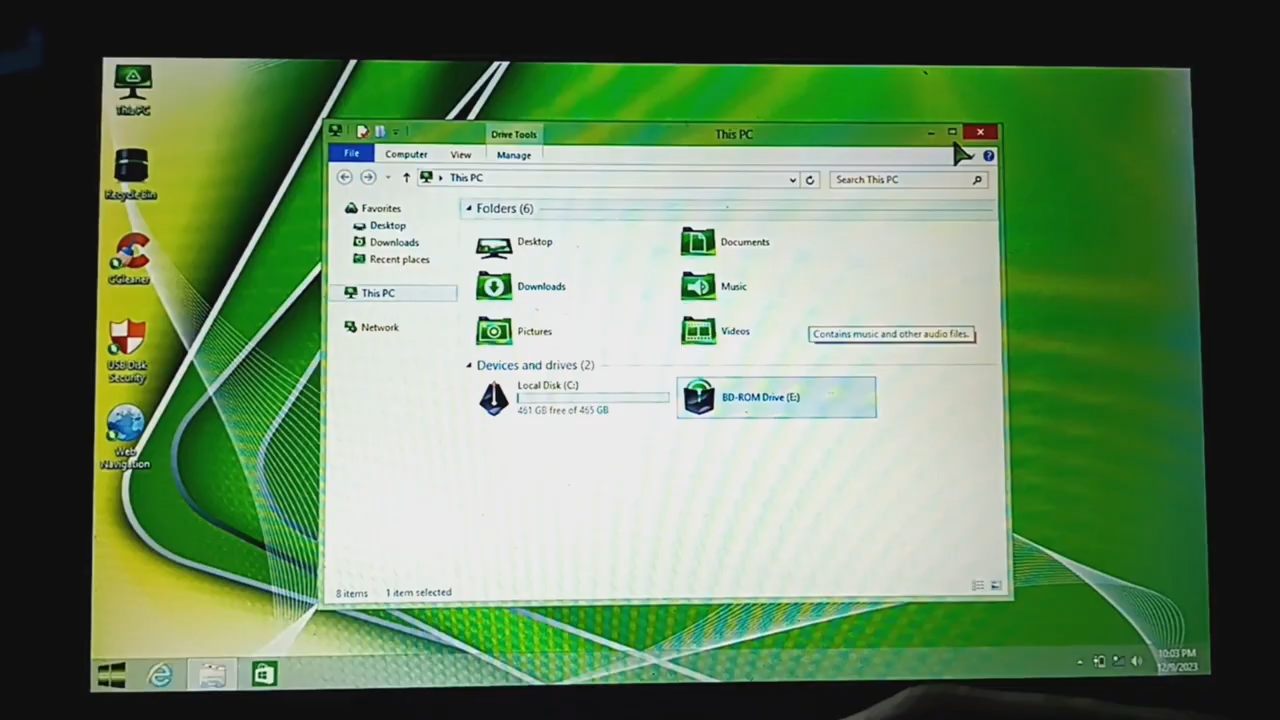 This PC
Recycle Bin
CCleaner
USB Disk
Security
Web
Navigation
Drive Tools
This PC
File
Computer
View
Manage
This PC
Search This PC
Favorites
Desktop
Downloads
Recent places
This PC
Network
Folders (6)
Desktop
Documents
Downloads
Music
Pictures
Videos
Contains music and other audio files.
Devices and drives (2)
Local Disk (C:)
461 GB free of 465 GB
BD-ROM Drive (E:)
8 items
1 item selected
10:03 PM
12/9/2023